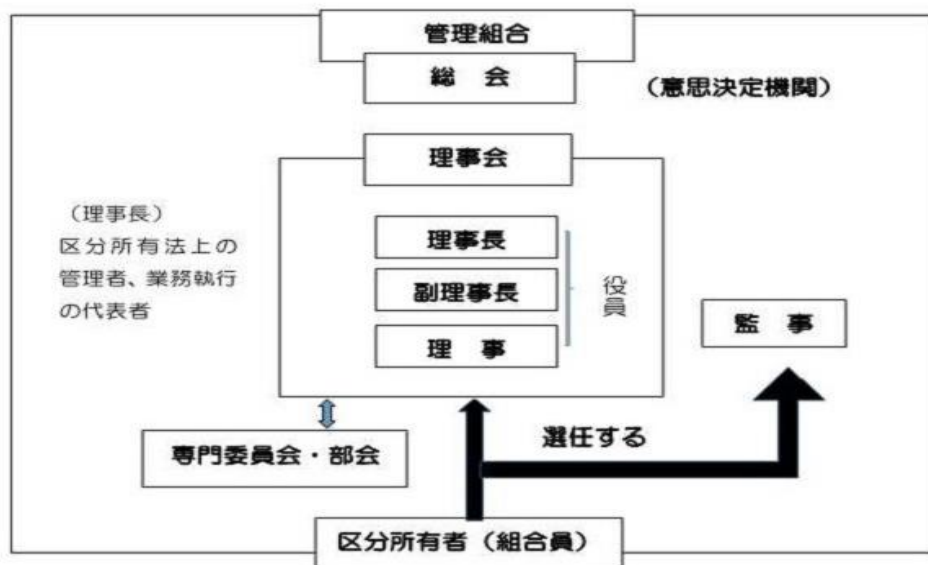 管理組合
総　会
（意思決定機関）
理事会
（理事長）
区分所有法上の
管理者、業務執行
の代表者
理事長
副理事長
理　事
役員
監　事
選任する
専門委員会・部会
区分所有者（組合員）